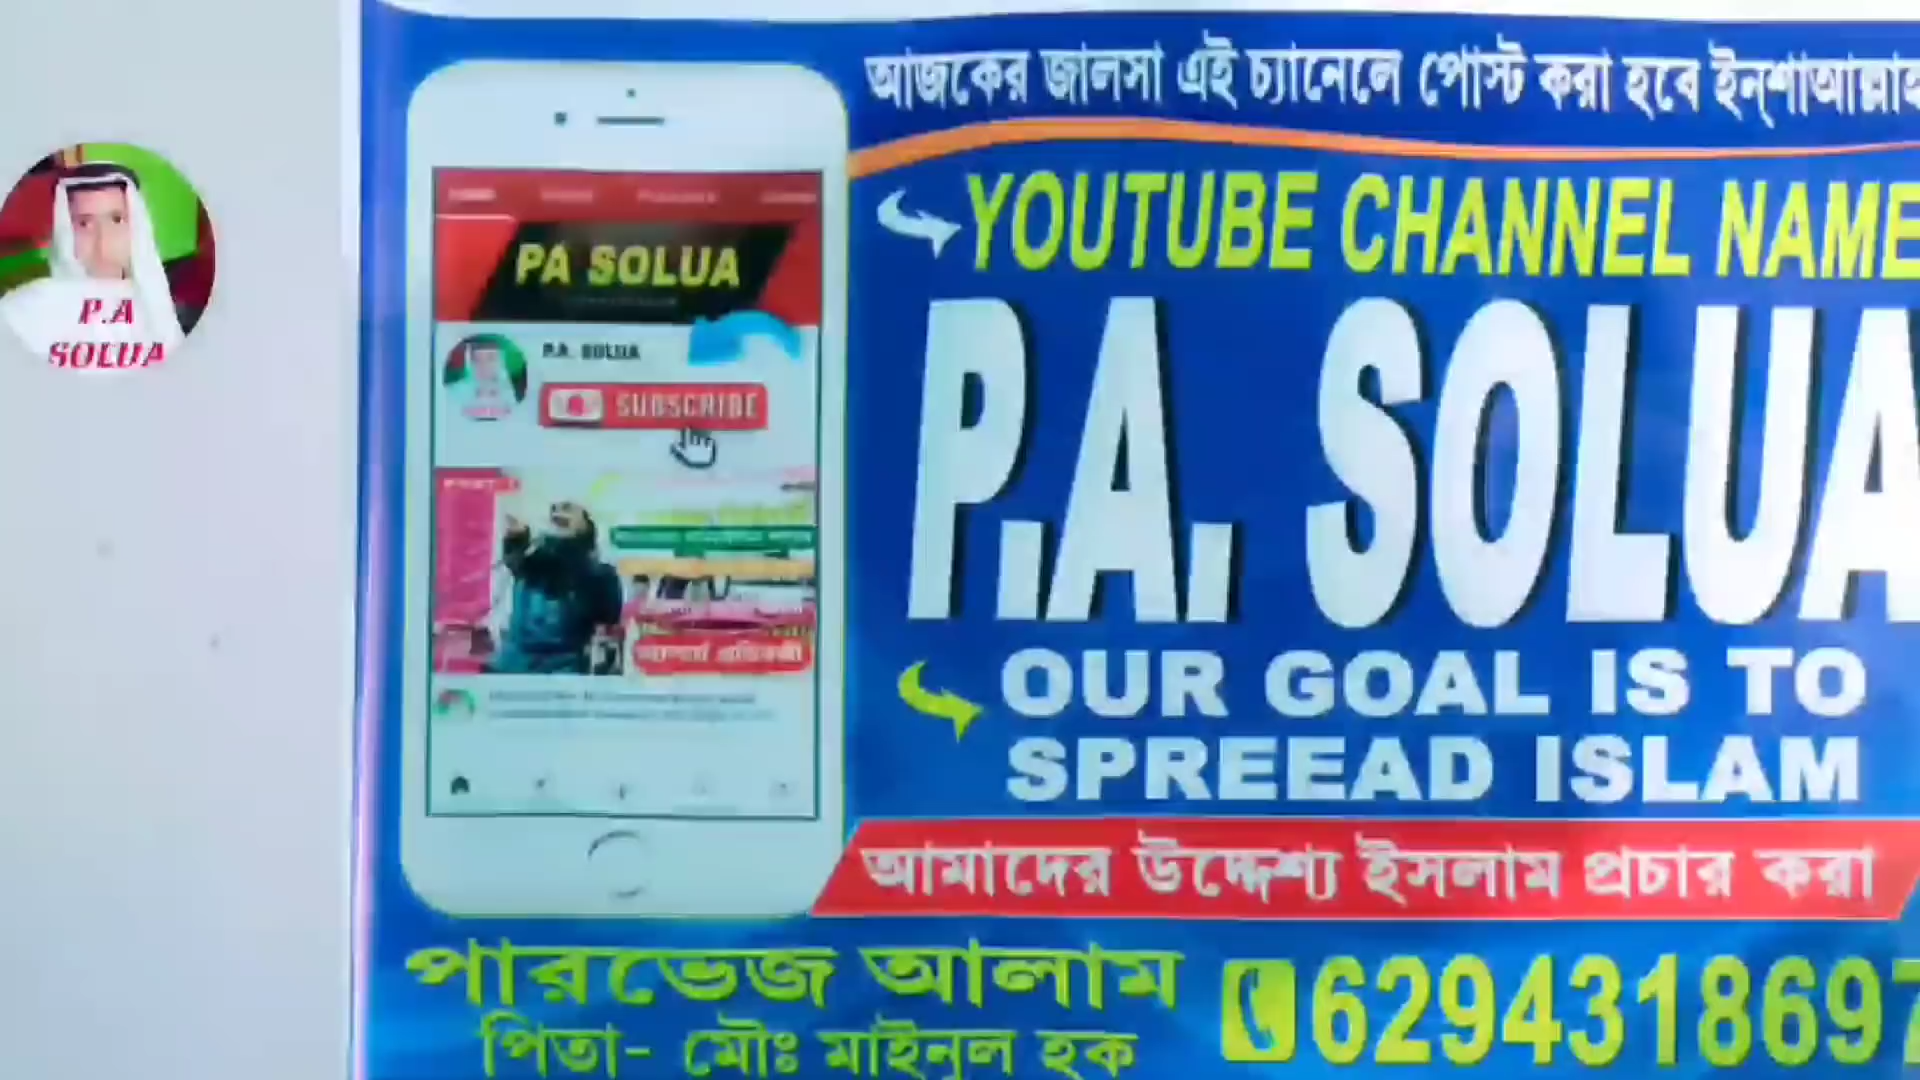 আজকের জালসা এই চ্যানেলে পোস্ট করা হবে ইন্শাআল্লাহ
YOUTUBE CHANNEL NAME
P.A. SOLUA
OUR GOAL IS TO
SPREEAD ISLAM
আমাদের উদ্দেশ্য ইসলাম প্রচার করা
পারভেজ আলাম
পিতা- মৌঃ মাইনুল হক
629431869
PA SOLUA
P.A. SOLUA
SUBSCRIBE
P.A
SOLUA